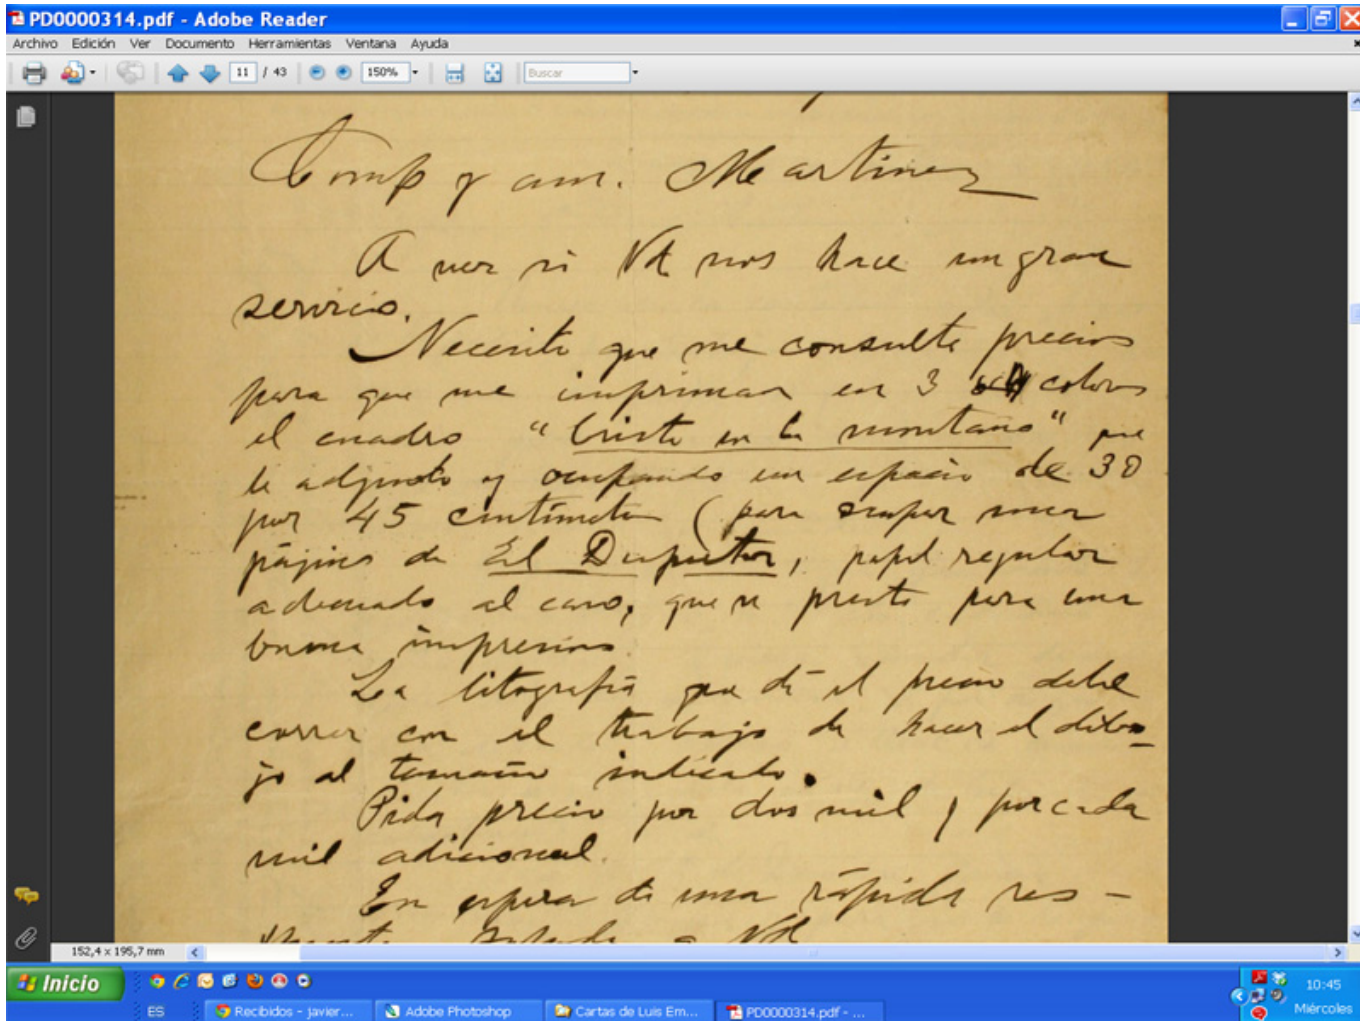 PD0000314.pdf - Adobe Reader
Archivo Edición Ver Documento Herramientas Ventana Ayuda
11 / 43 150% Buscar
Comp y am. Martinez
A ver si Vd nos hace un gran
servicio.
Necesito que me consulte precios
para que me impriman en 3 colores
el cuadro "Cristo en la montaña" que
le adjunto y ocupando un espacio de 30
por 45 centímetros (para ocupar una
página de El Despertar, papel regular
adecuado al caso, que se preste para una
buena impresión.
La litografía que dé el precio debe
correr con el trabajo de hacer el dibu-
jo al tamaño indicado.
Pida precio por dos mil y por cada
mil adicional.
En espera de una rápida res-
saluda a Vd
152,4 x 195,7 mm
Inicio
10:45
ES
Recibidos - javier...
Adobe Photoshop
Cartas de Luis Em...
PD0000314.pdf - ...
Miércoles